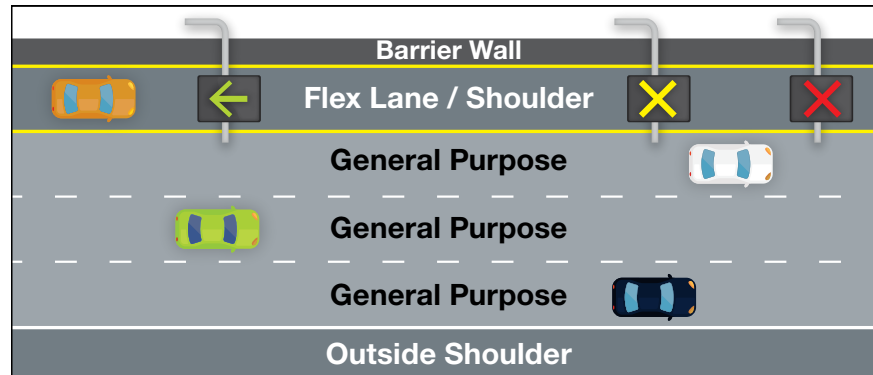 Barrier Wall
Flex Lane / Shoulder
General Purpose
General Purpose
General Purpose
Outside Shoulder